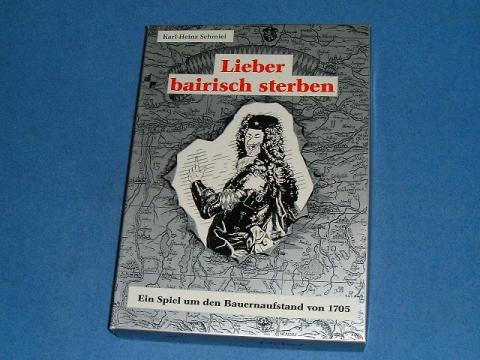 Karl-Heinz Schmiel
Lieber
bairisch sterben
Ein Spiel um den Bauernaufstand von 1705